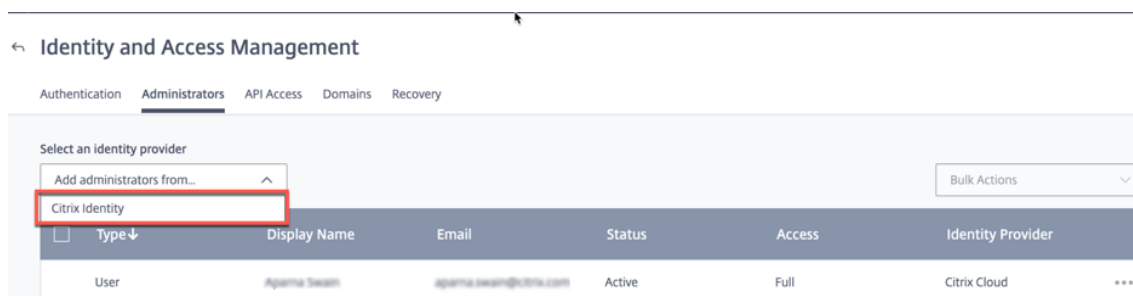 Identity and Access Management
Authentication Administrators API Access Domains Recovery
Select an identity provider
Add administrators from... Bulk Actions
Citrix Identity
Type Display Name Email Status Access Identity Provider
User Active Full Citrix Cloud